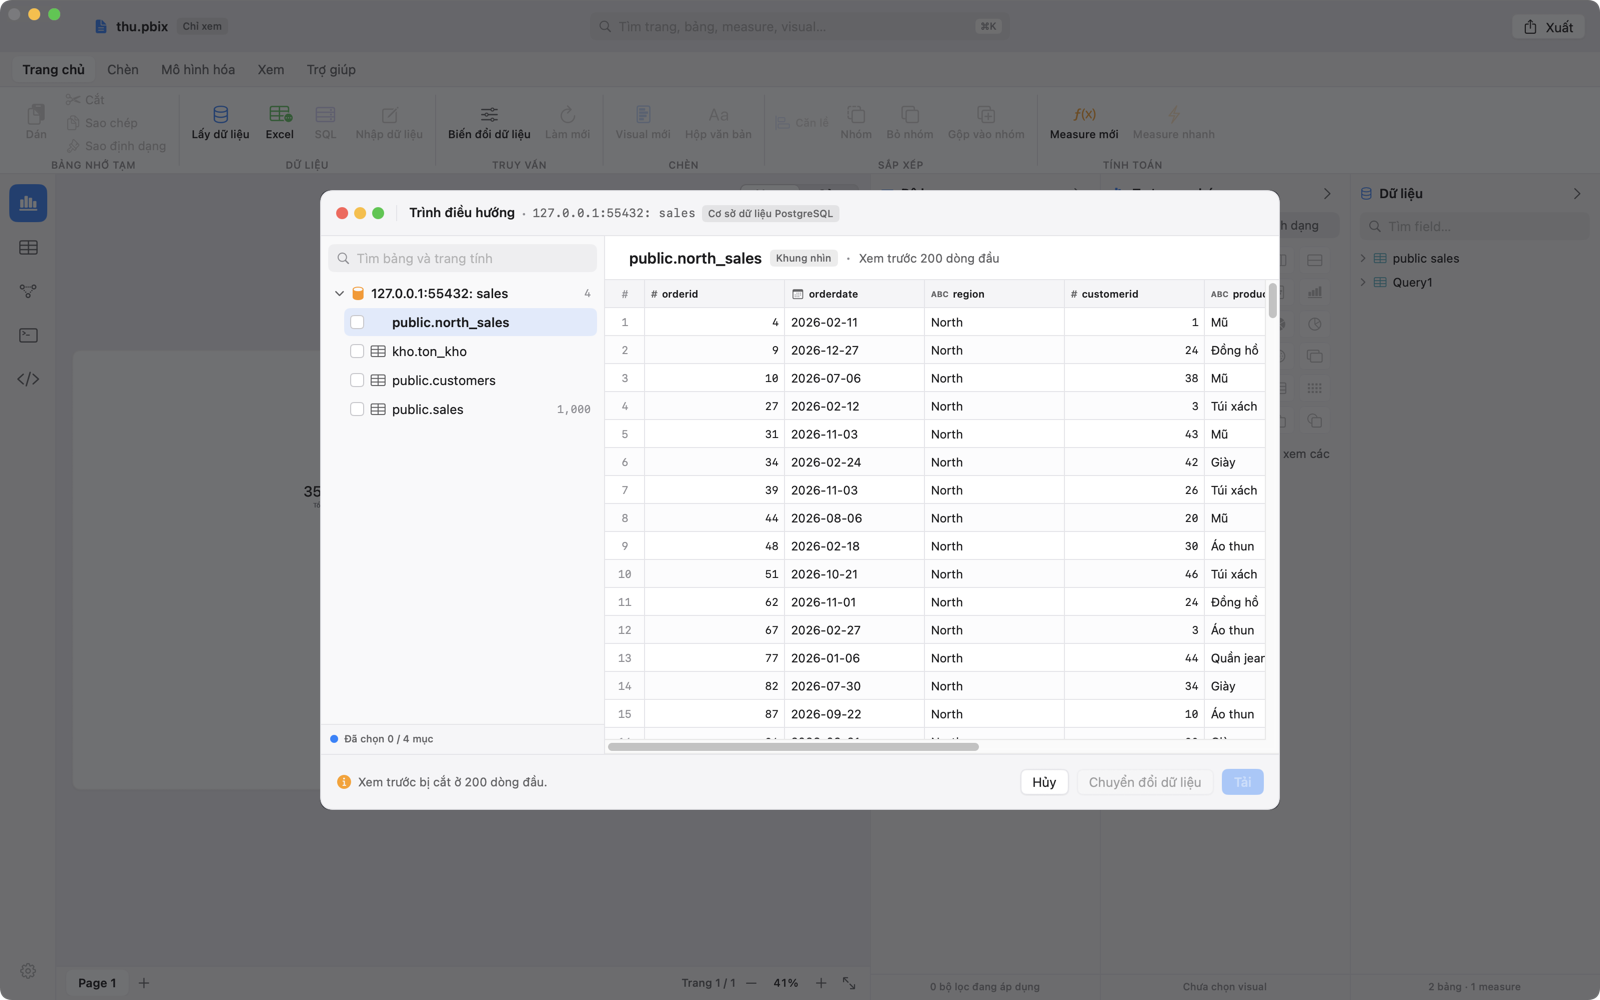 thu.pbix Chỉ xem
Tìm trang, bảng, measure, visual... ⌘K
Xuất
Trang chủ Chèn Mô hình hóa Xem Trợ giúp
Dán
Cắt
Sao chép
Sao định dạng
BẢNG NHỚ TẠM
Lấy dữ liệu Excel SQL Nhập dữ liệu
DỮ LIỆU
Biến đổi dữ liệu Làm mới
TRUY VẤN
Visual mới Hộp văn bản
CHÈN
Căn lề Nhóm Bỏ nhóm Gộp vào nhóm
SẮP XẾP
Measure mới Measure nhanh
TÍNH TOÁN
Dữ liệu
Tìm field...
public sales
Query1
h dạng
xem các
35
Trình điều hướng · 127.0.0.1:55432: sales Cơ sở dữ liệu PostgreSQL
Tìm bảng và trang tính
127.0.0.1:55432: sales 4
public.north_sales
kho.ton_kho
public.customers
public.sales 1,000
Đã chọn 0 / 4 mục
public.north_sales Khung nhìn · Xem trước 200 dòng đầu
# # orderid orderdate ABC region # customerid ABC produc
1 4 2026-02-11 North 1 Mũ
2 9 2026-12-27 North 24 Đồng hồ
3 10 2026-07-06 North 38 Mũ
4 27 2026-02-12 North 3 Túi xách
5 31 2026-11-03 North 43 Mũ
6 34 2026-02-24 North 42 Giày
7 39 2026-11-03 North 26 Túi xách
8 44 2026-08-06 North 20 Mũ
9 48 2026-02-18 North 30 Áo thun
10 51 2026-10-21 North 46 Túi xách
11 62 2026-11-01 North 24 Đồng hồ
12 67 2026-02-27 North 3 Áo thun
13 77 2026-01-06 North 44 Quần jean
14 82 2026-07-30 North 34 Giày
15 87 2026-09-22 North 10 Áo thun
Xem trước bị cắt ở 200 dòng đầu.
Hủy Chuyển đổi dữ liệu Tải
Page 1 +
Trang 1 / 1 — 41% +
0 bộ lọc đang áp dụng
Chưa chọn visual
2 bảng · 1 measure